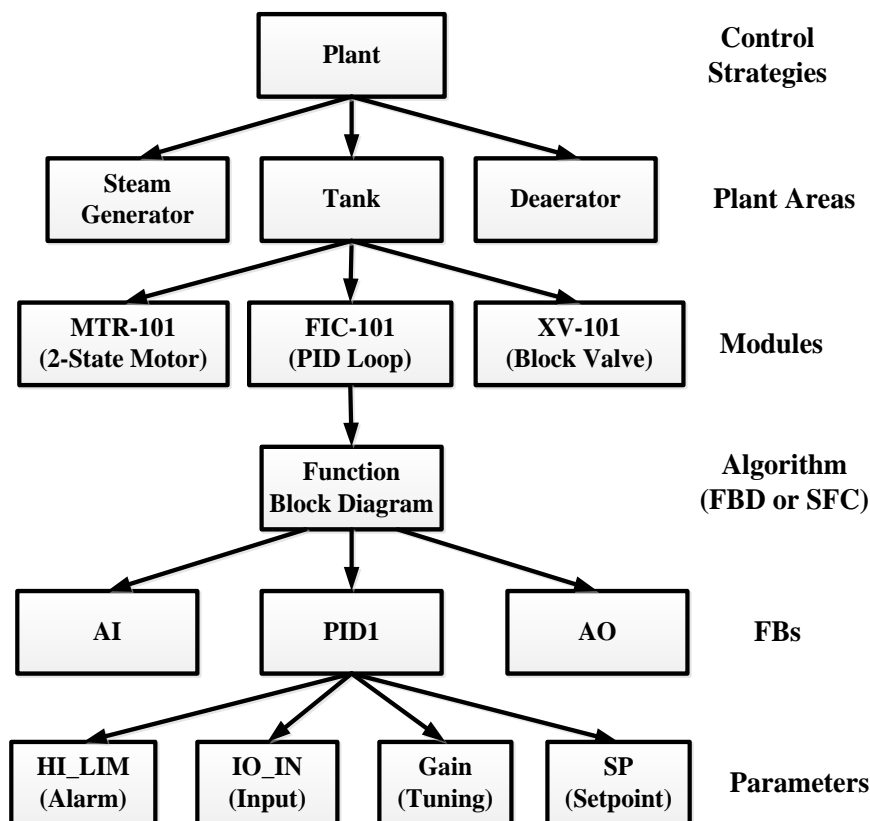 Plant
Control
Strategies
Steam
Generator
Tank
Deaerator
Plant Areas
MTR-101
(2-State Motor)
FIC-101
(PID Loop)
XV-101
(Block Valve)
Modules
Function
Block Diagram
Algorithm
(FBD or SFC)
AI
PID1
AO
FBs
HI_LIM
(Alarm)
IO_IN
(Input)
Gain
(Tuning)
SP
(Setpoint)
Parameters